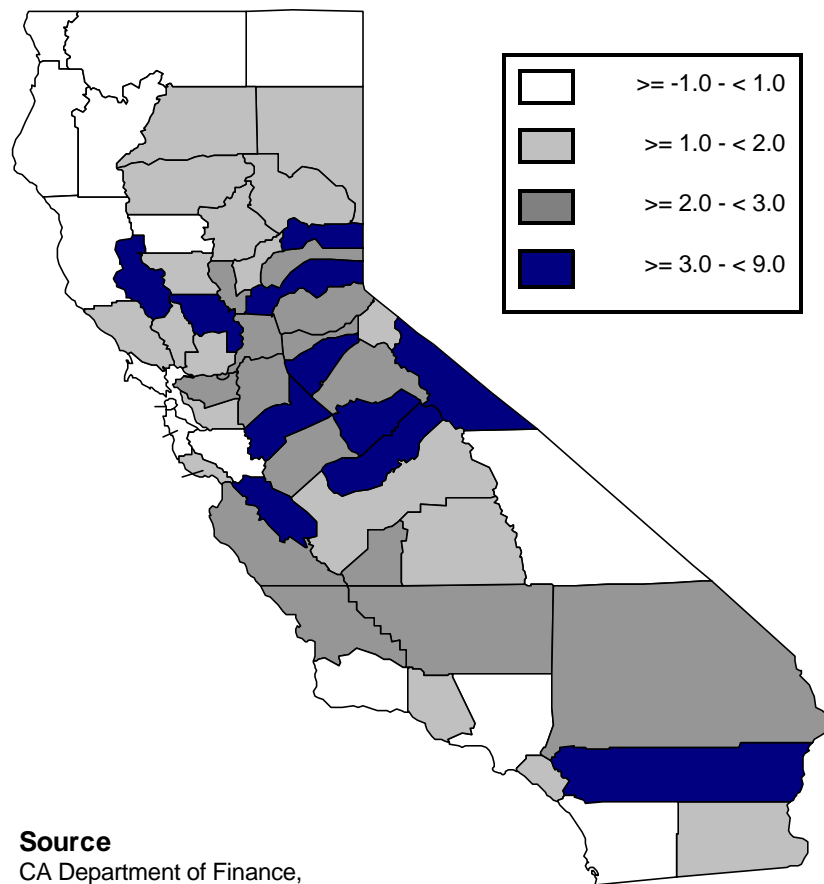 >= -1.0 - < 1.0
>= 1.0 - < 2.0
>= 2.0 - < 3.0
>= 3.0 - < 9.0
Source
CA Department of Finance,